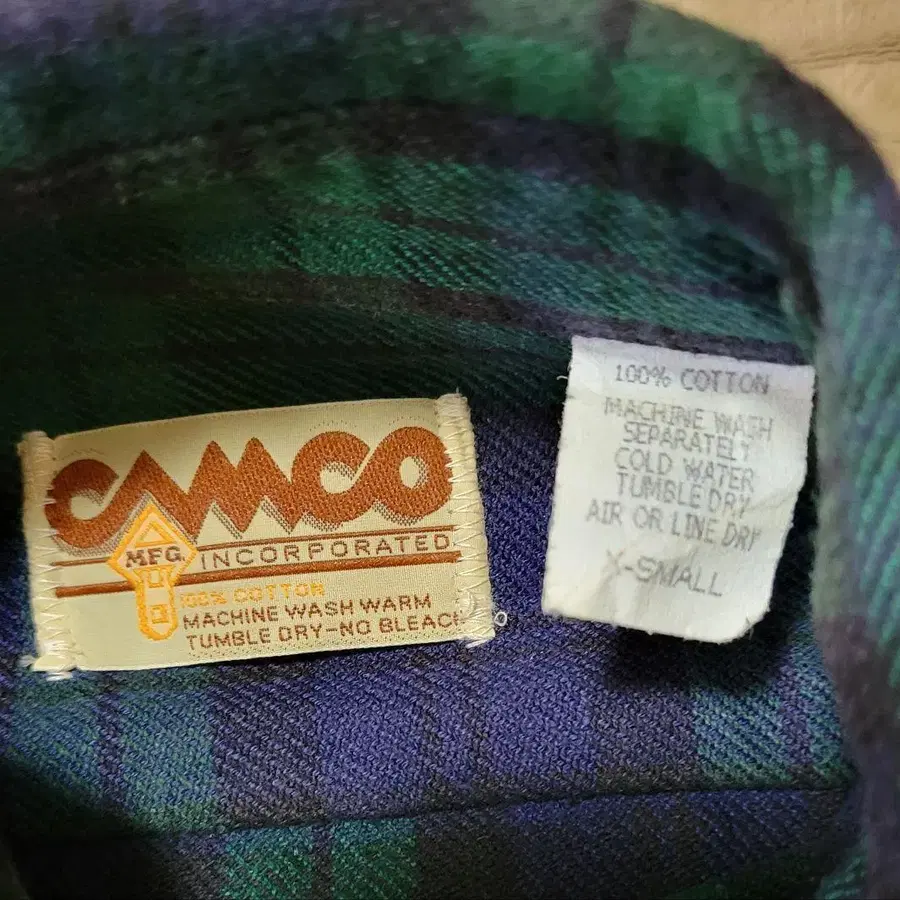 CAMCO
MFG. INCORPORATED
100% COTTON
MACHINE WASH WARM
TUMBLE DRY-NO BLEACH
100% COTTON
MACHINE WASH
SEPARATELY
COLD WATER
TUMBLE DRY
AIR OR LINE DRY
X-SMALL